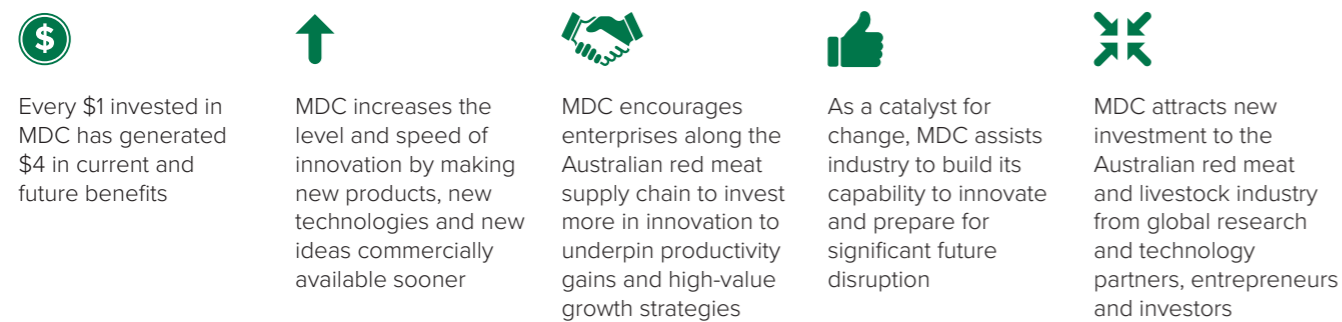 $
Every $1 invested in
MDC has generated
$4 in current and
future benefits
MDC increases the
level and speed of
innovation by making
new products, new
technologies and new
ideas commercially
available sooner
MDC encourages
enterprises along the
Australian red meat
supply chain to invest
more in innovation to
underpin productivity
gains and high-value
growth strategies
As a catalyst for
change, MDC assists
industry to build its
capability to innovate
and prepare for
significant future
disruption
MDC attracts new
investment to the
Australian red meat
and livestock industry
from global research
and technology
partners, entrepreneurs
and investors